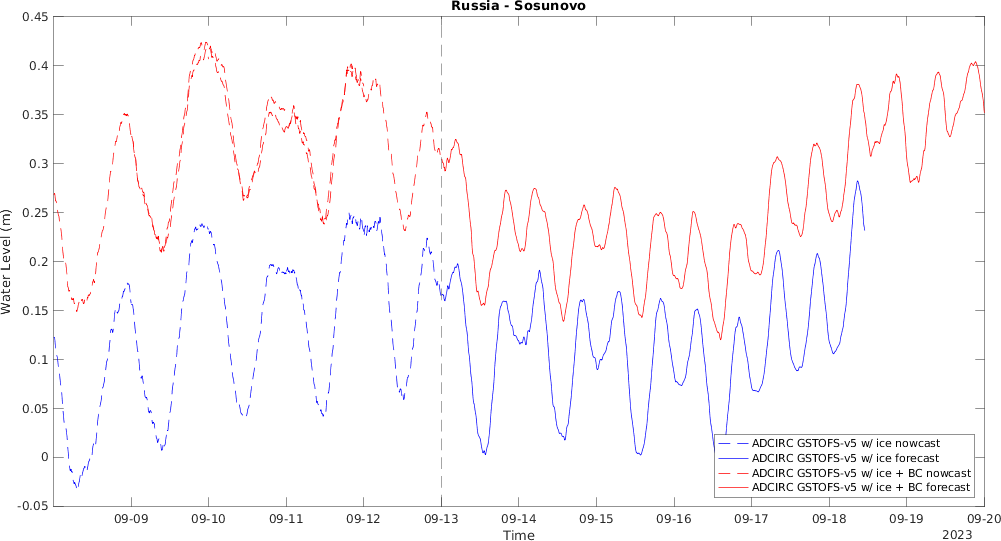 Russia - Sosunovo
0.45
0.4
0.35
0.3
0.25
0.2
0.15
0.1
0.05
0
-0.05
Water Level (m)
ADCIRC GSTOFS-v5 w/ ice nowcast
ADCIRC GSTOFS-v5 w/ ice forecast
ADCIRC GSTOFS-v5 w/ ice + BC nowcast
ADCIRC GSTOFS-v5 w/ ice + BC forecast
09-09 09-10 09-11 09-12 09-13 09-14 09-15 09-16 09-17 09-18 09-19 09-20
Time 2023